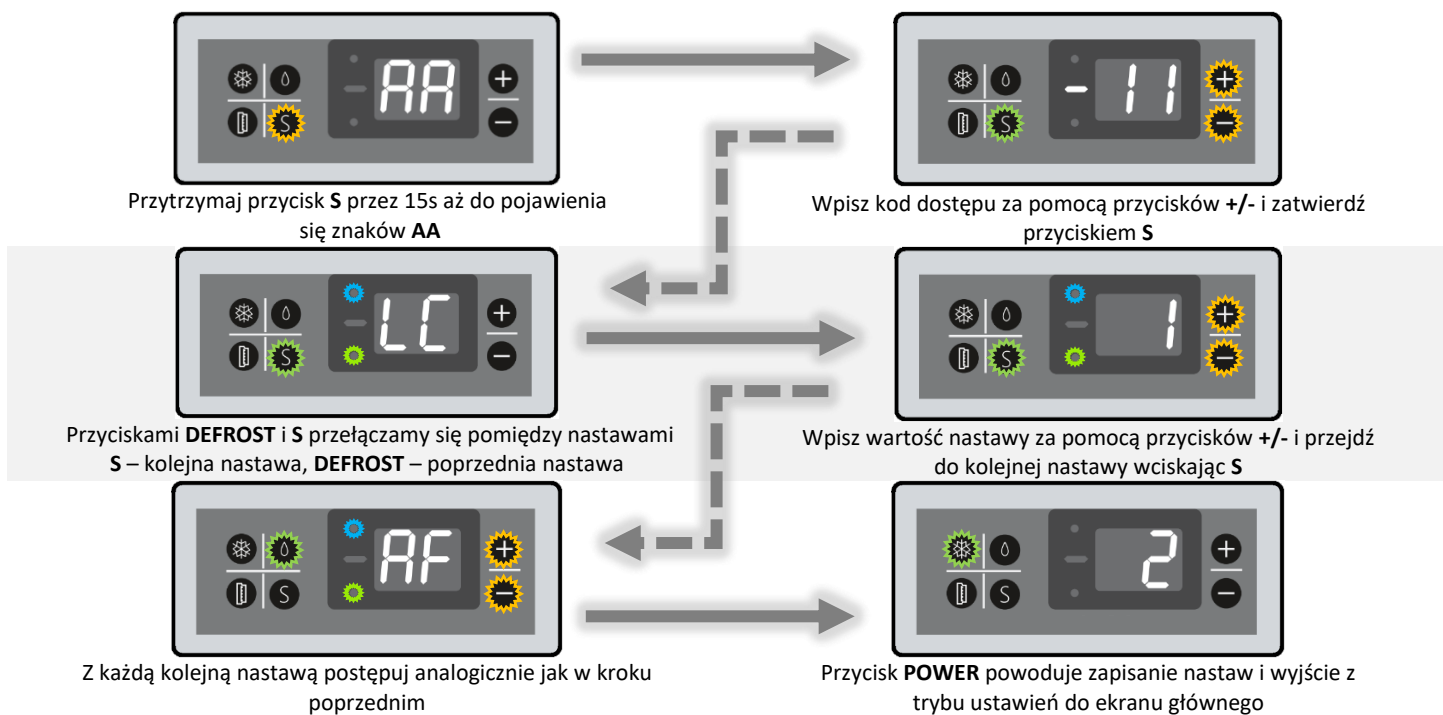 AA
S
Przytrzymaj przycisk S przez 15s aż do pojawienia
się znaków AA
-11
S
Wpisz kod dostępu za pomocą przycisków +/- i zatwierdź
przyciskiem S
LC
S
Przyciskami DEFROST i S przełączamy się pomiędzy nastawami
S – kolejna nastawa, DEFROST – poprzednia nastawa
1
S
Wpisz wartość nastawy za pomocą przycisków +/- i przejdź
do kolejnej nastawy wciskając S
AF
S
Z każdą kolejną nastawą postępuj analogicznie jak w kroku
poprzednim
2
S
Przycisk POWER powoduje zapisanie nastaw i wyjście z
trybu ustawień do ekranu głównego